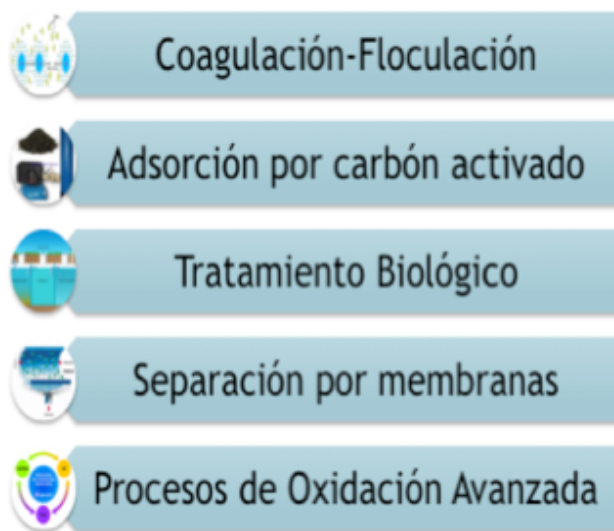 Coagulación-Floculación
Adsorción por carbón activado
Tratamiento Biológico
Separación por membranas
Procesos de Oxidación Avanzada